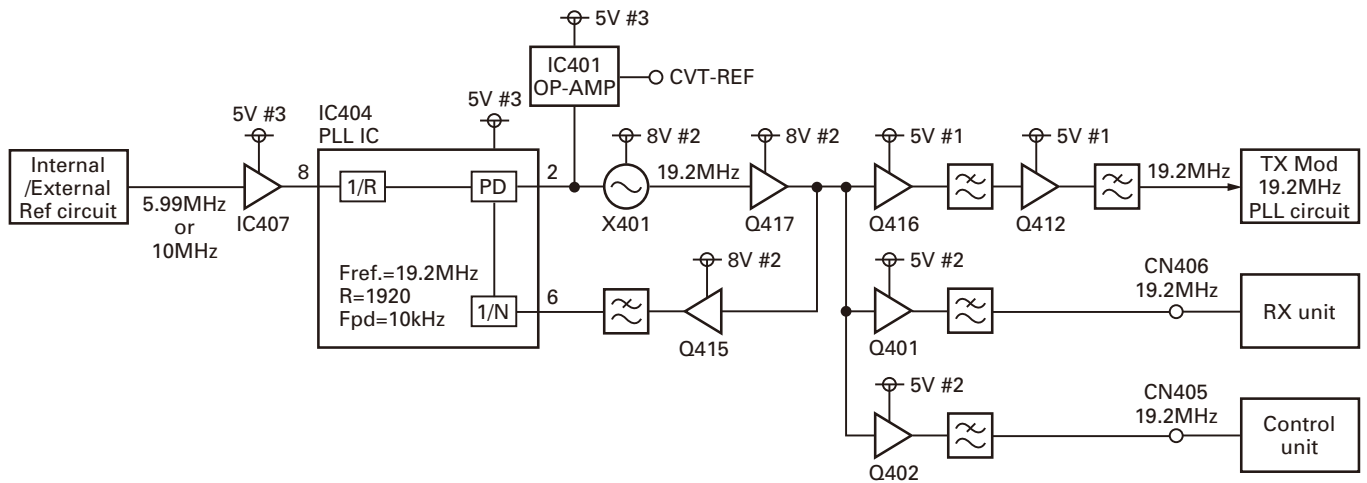 5V #3
IC401
OP-AMP
CVT-REF
5V #3
IC404
PLL IC
5V #3
8V #2
8V #2
5V #1
5V #1
Internal
/External
Ref circuit
5.99MHz
or
10MHz
IC407
8
1/R
PD
2
X401
19.2MHz
Q417
Q416
Q412
19.2MHz
TX Mod
19.2MHz
PLL circuit
Fref.=19.2MHz
R=1920
Fpd=10kHz
1/N
6
8V #2
Q415
5V #2
Q401
CN406
19.2MHz
RX unit
5V #2
Q402
CN405
19.2MHz
Control
unit